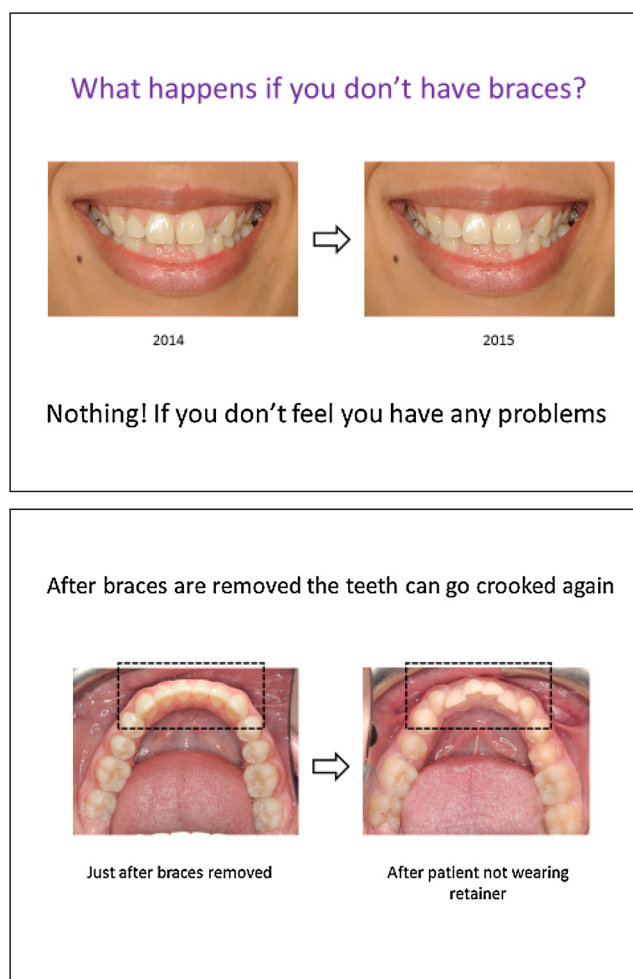 What happens if you don’t have braces?
2014
2015
Nothing! If you don’t feel you have any problems
After braces are removed the teeth can go crooked again
Just after braces removed
After patient not wearing
retainer